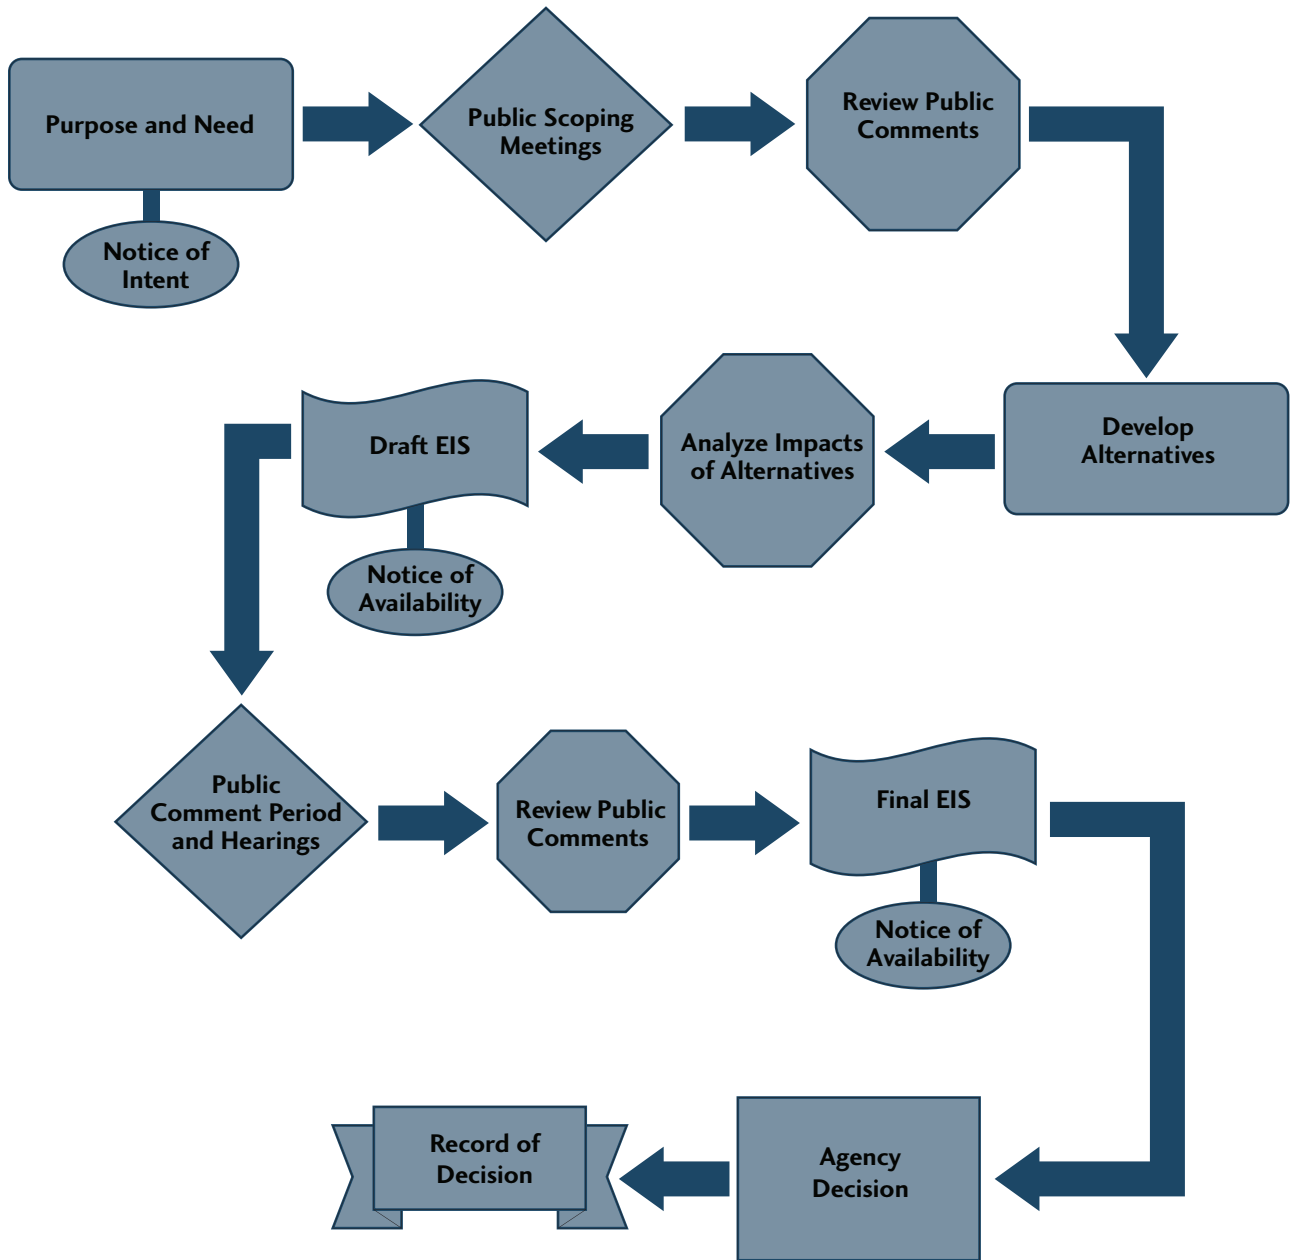 Purpose and Need
Notice of
Intent
Public Scoping
Meetings
Review Public
Comments
Develop
Alternatives
Analyze Impacts
of Alternatives
Draft EIS
Notice of
Availability
Public
Comment Period
and Hearings
Review Public
Comments
Final EIS
Notice of
Availability
Agency
Decision
Record of
Decision